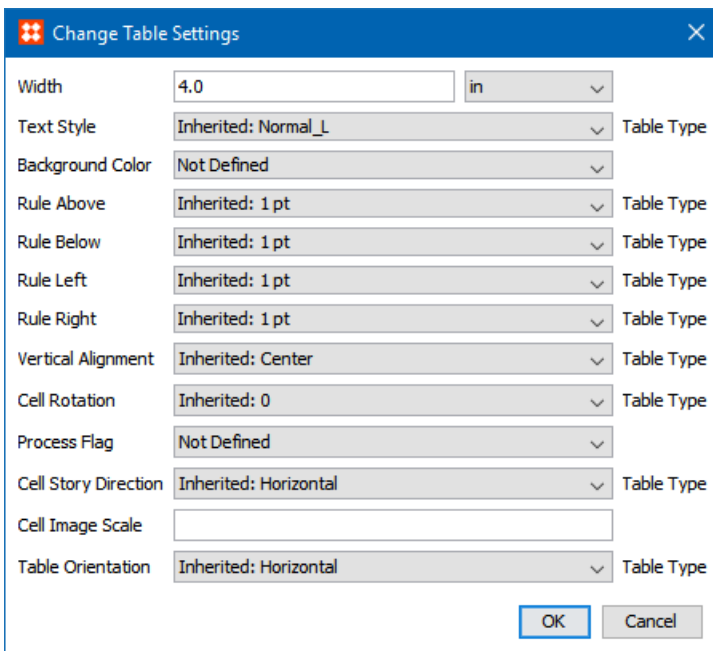 Change Table Settings
Width 4.0 in
Text Style Inherited: Normal_L Table Type
Background Color Not Defined
Rule Above Inherited: 1 pt Table Type
Rule Below Inherited: 1 pt Table Type
Rule Left Inherited: 1 pt Table Type
Rule Right Inherited: 1 pt Table Type
Vertical Alignment Inherited: Center Table Type
Cell Rotation Inherited: 0 Table Type
Process Flag Not Defined
Cell Story Direction Inherited: Horizontal Table Type
Cell Image Scale
Table Orientation Inherited: Horizontal Table Type
OK Cancel